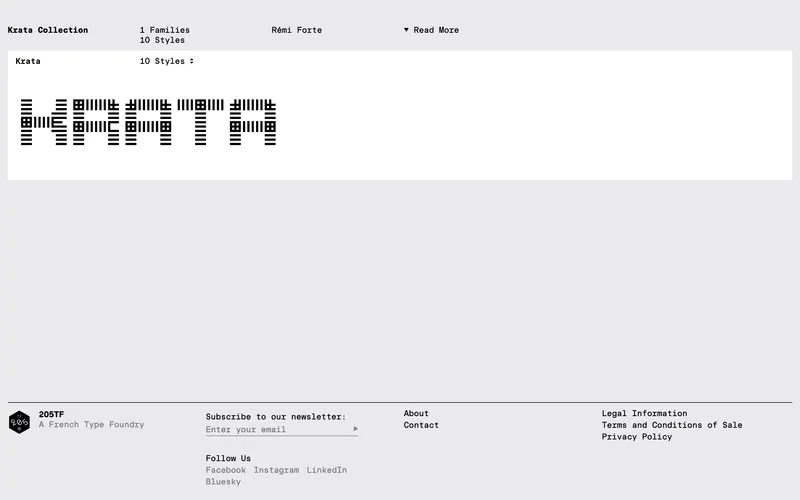 Krata Collection
1 Families
10 Styles
Rémi Forte
▼ Read More
Krata
10 Styles
KRATA
205TF
A French Type Foundry
Subscribe to our newsletter:
Enter your email
Follow Us
Facebook Instagram LinkedIn
Bluesky
About
Contact
Legal Information
Terms and Conditions of Sale
Privacy Policy